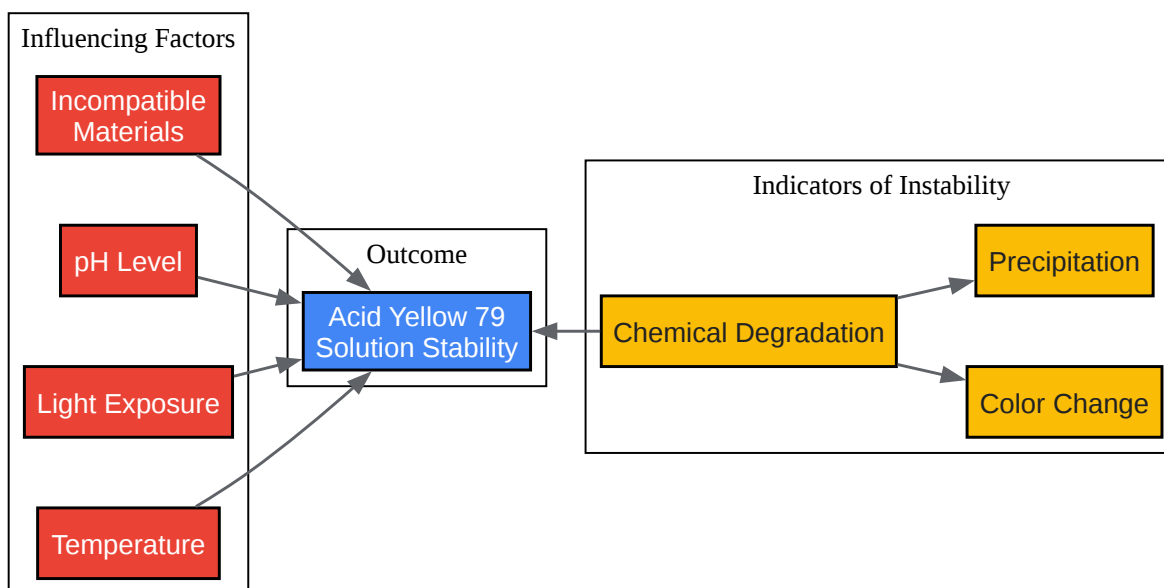 Influencing Factors
Incompatible
Materials
pH Level
Light Exposure
Temperature
Outcome
Acid Yellow 79
Solution Stability
Indicators of Instability
Chemical Degradation
Precipitation
Color Change